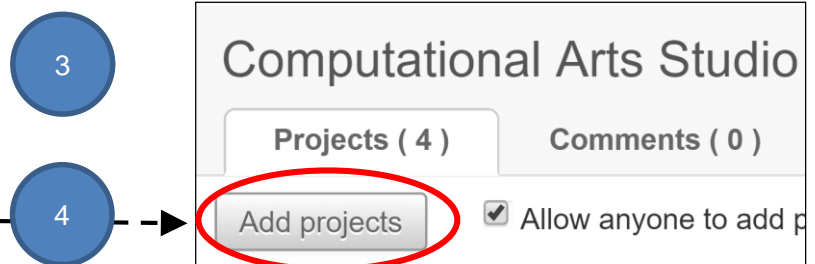 3
Computational Arts Studio
Projects ( 4 ) Comments ( 0 )
4
Add projects Allow anyone to add